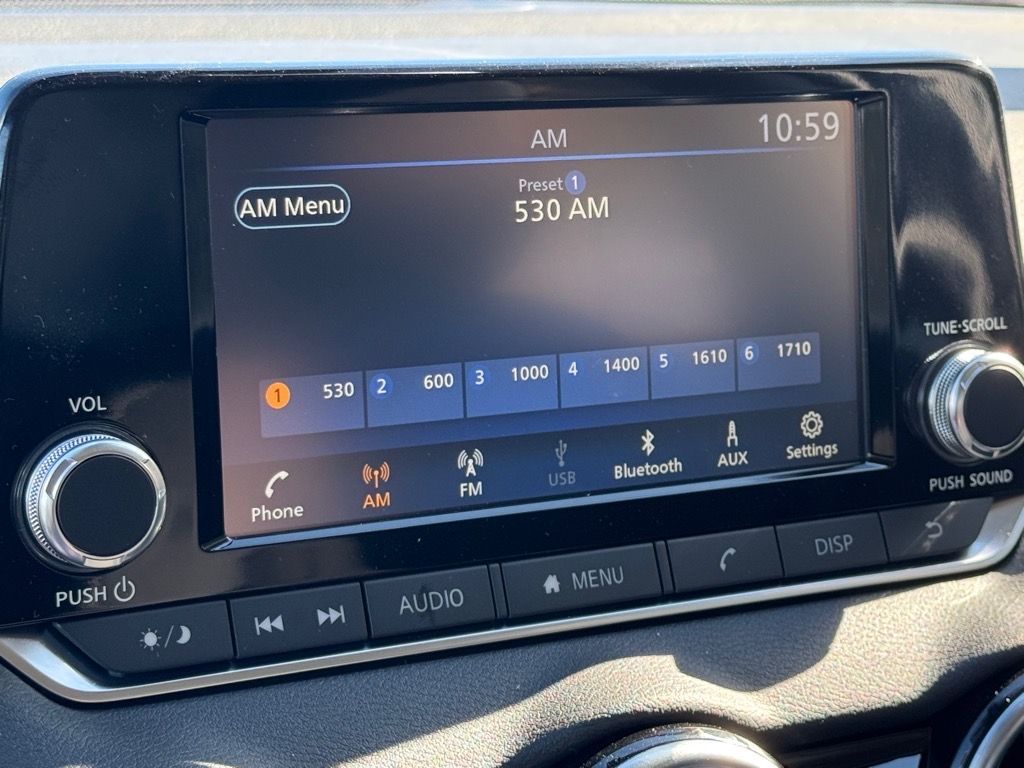 AM
10:59
AM Menu
Preset 1
530 AM
1 530 2 600 3 1000 4 1400 5 1610 6 1710
Phone AM FM USB Bluetooth AUX Settings
VOL
PUSH
TUNE·SCROLL
PUSH SOUND
AUDIO MENU DISP